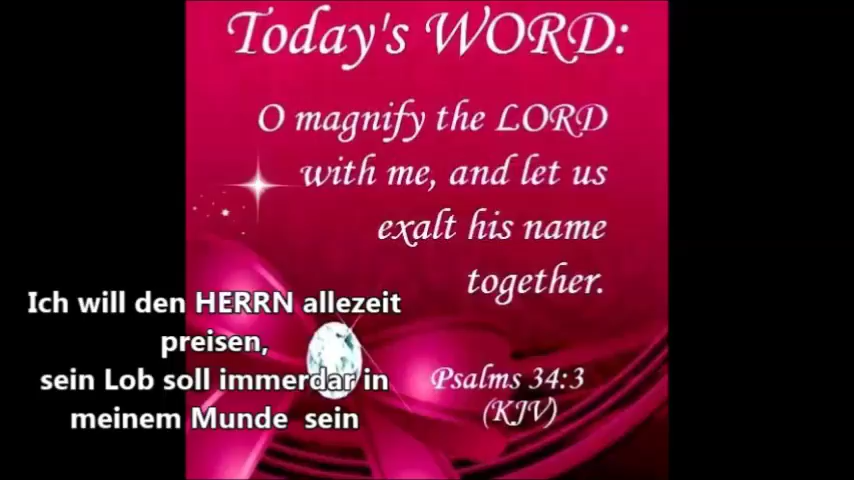 Today's WORD:
O magnify the LORD
with me, and let us
exalt his name
together.
Psalms 34:3
(KJV)
Ich will den HERRN allezeit
preisen,
sein Lob soll immerdar in
meinem Munde  sein